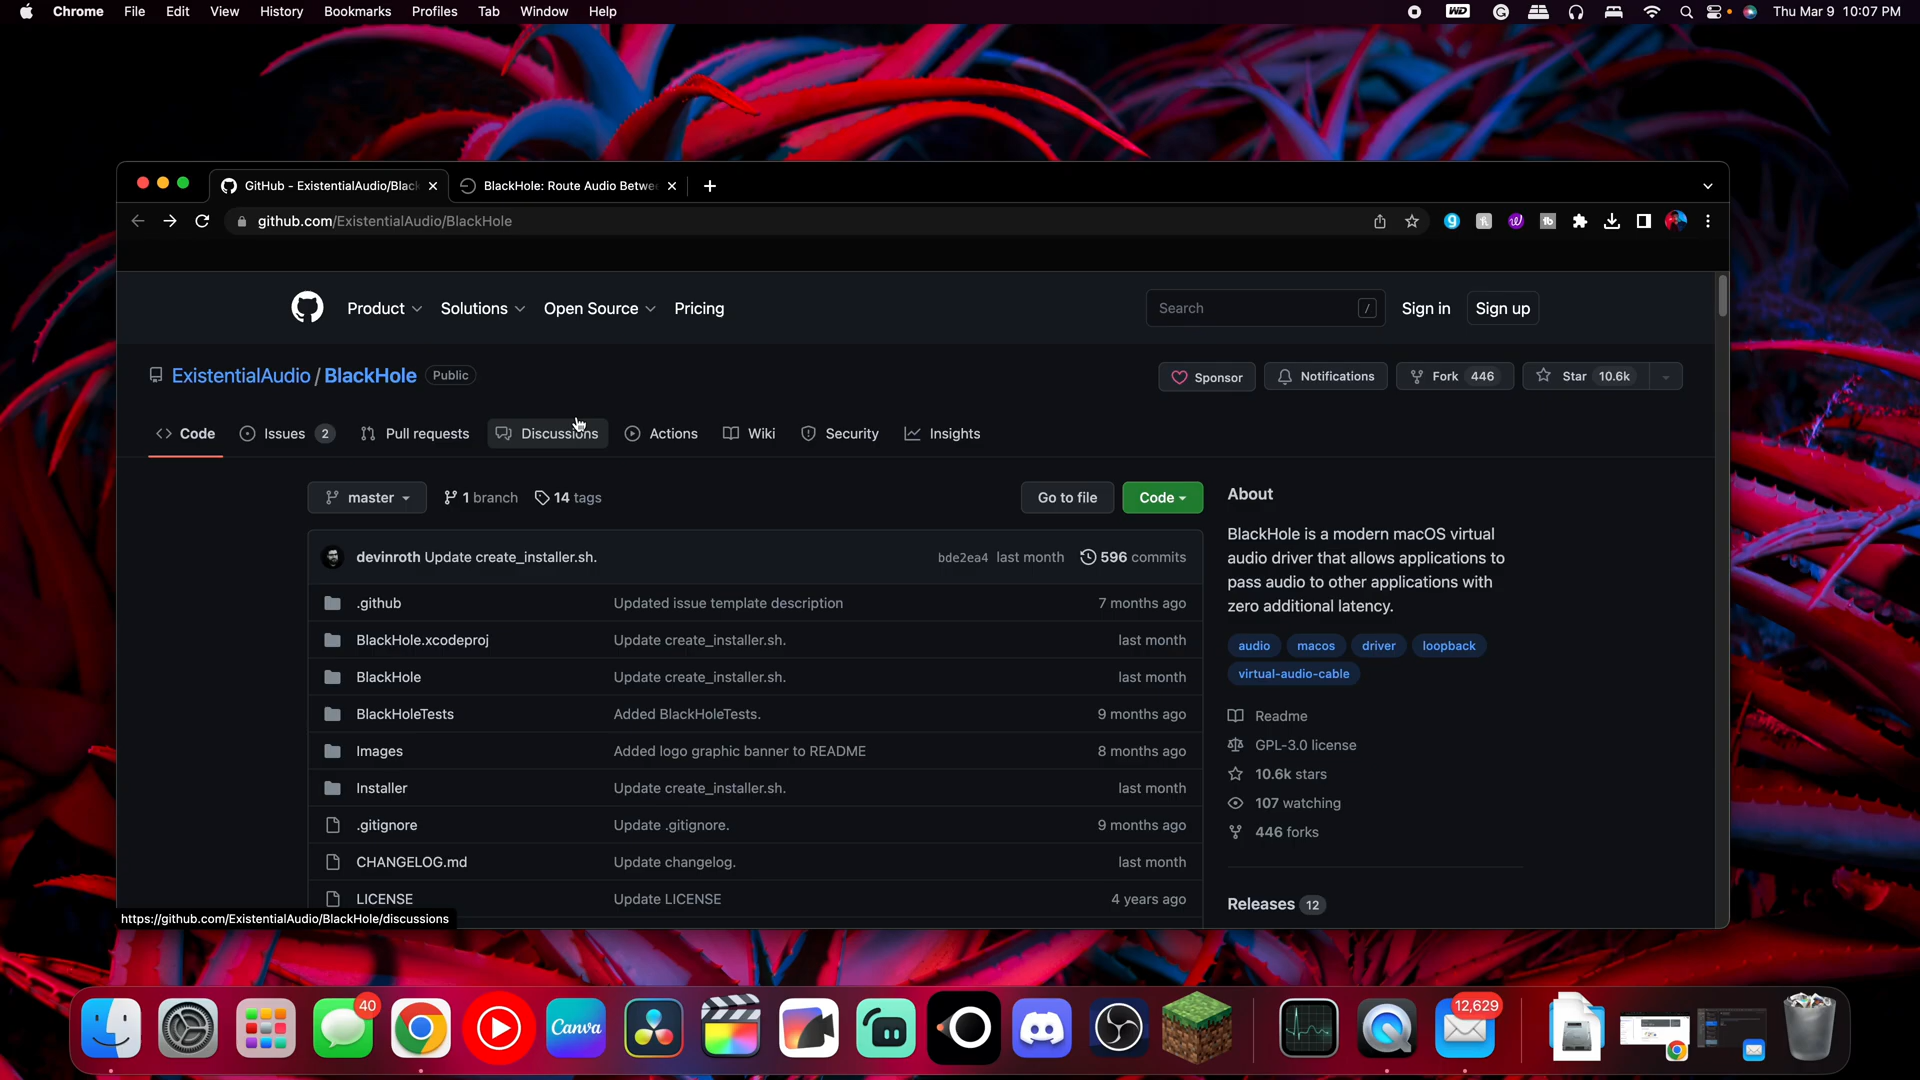 Chrome File Edit View History Bookmarks Profiles Tab Window Help WD Thu Mar 9 10:07 PM
GitHub - ExistentialAudio/Black BlackHole: Route Audio Betwe
github.com/ExistentialAudio/BlackHole
Product Solutions Open Source Pricing Search / Sign in Sign up
ExistentialAudio / BlackHole Public Sponsor Notifications Fork 446 Star 10.6k
Code Issues 2 Pull requests Discussions Actions Wiki Security Insights
master 1 branch 14 tags Go to file Code
devinroth Update create_installer.sh. bde2ea4 last month 596 commits
.github Updated issue template description 7 months ago
BlackHole.xcodeproj Update create_installer.sh. last month
BlackHole Update create_installer.sh. last month
BlackHoleTests Added BlackHoleTests. 9 months ago
Images Added logo graphic banner to README 8 months ago
Installer Update create_installer.sh. last month
.gitignore Update .gitignore. 9 months ago
CHANGELOG.md Update changelog. last month
LICENSE Update LICENSE 4 years ago
About
BlackHole is a modern macOS virtual
audio driver that allows applications to
pass audio to other applications with
zero additional latency.
audio macos driver loopback
virtual-audio-cable
Readme
GPL-3.0 license
10.6k stars
107 watching
446 forks
Releases 12
https://github.com/ExistentialAudio/BlackHole/discussions
40 Canva 12,629